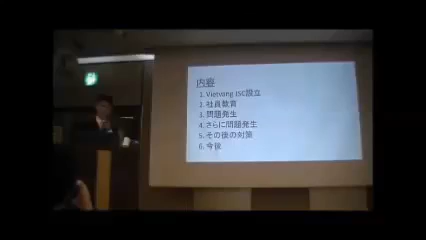 内容
1. Vietvang JSC設立
2. 社員教育
3. 問題発生
4. さらに問題発生
5. その後の対策
6. 今後